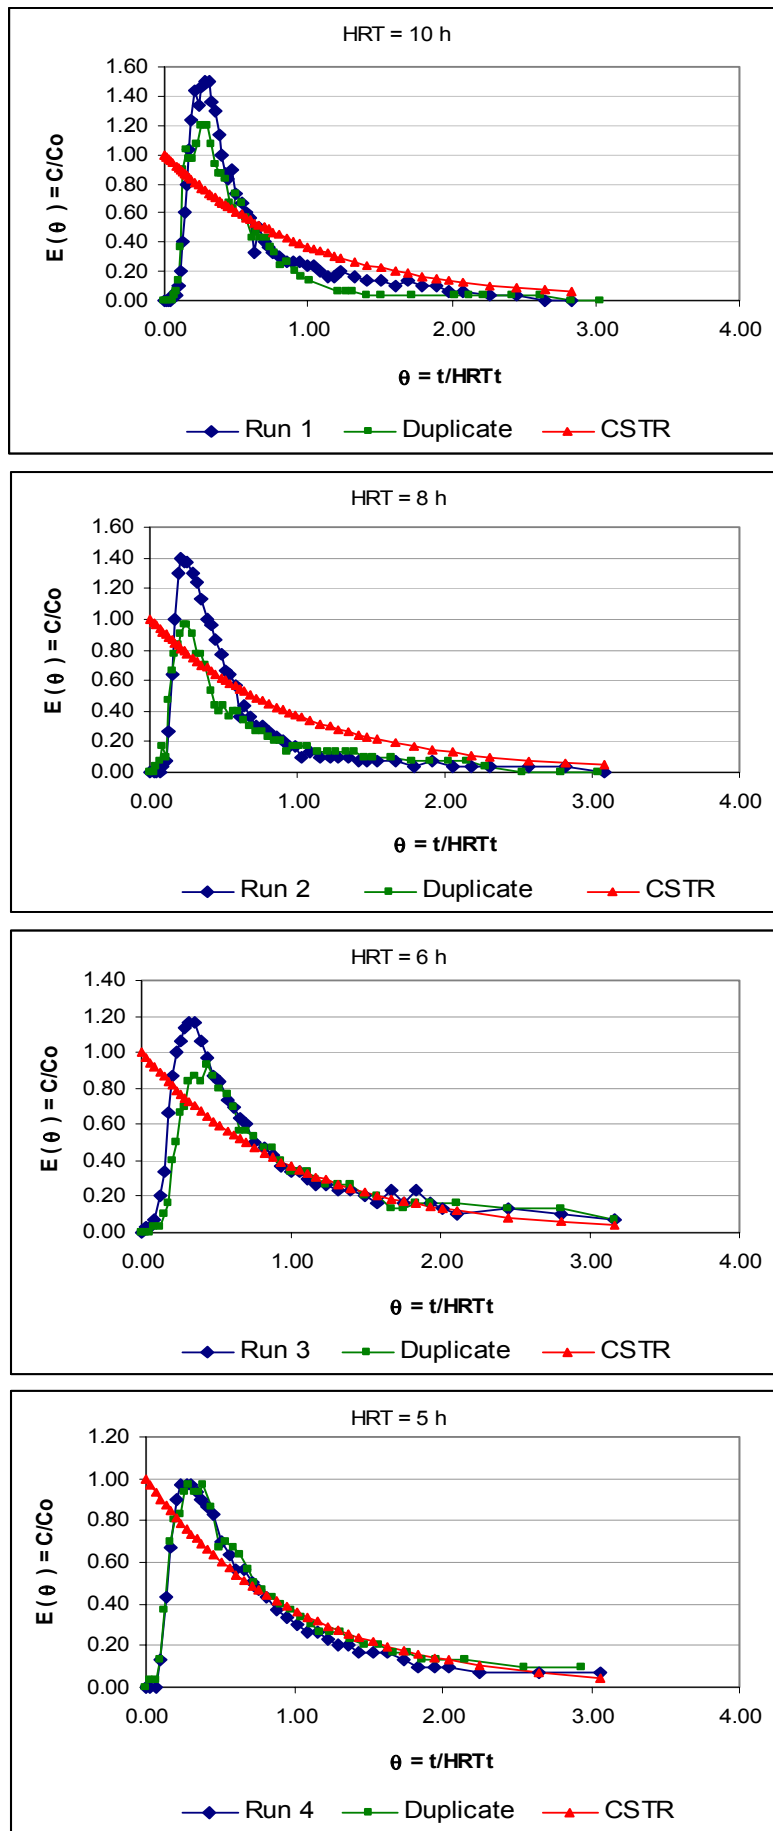 HRT = 10 h
1.60
1.40
1.20
1.00
0.80
0.60
0.40
0.20
0.00
E ( θ ) = C/Co
0.00 1.00 2.00 3.00 4.00
θ = t/HRTt
Run 1 Duplicate CSTR
HRT = 8 h
1.60
1.40
1.20
1.00
0.80
0.60
0.40
0.20
0.00
E ( θ ) = C/Co
0.00 1.00 2.00 3.00 4.00
θ = t/HRTt
Run 2 Duplicate CSTR
HRT = 6 h
1.40
1.20
1.00
0.80
0.60
0.40
0.20
0.00
E ( θ ) = C/Co
0.00 1.00 2.00 3.00 4.00
θ = t/HRTt
Run 3 Duplicate CSTR
HRT = 5 h
1.20
1.00
0.80
0.60
0.40
0.20
0.00
E ( θ ) = C/Co
0.00 1.00 2.00 3.00 4.00
θ = t/HRTt
Run 4 Duplicate CSTR